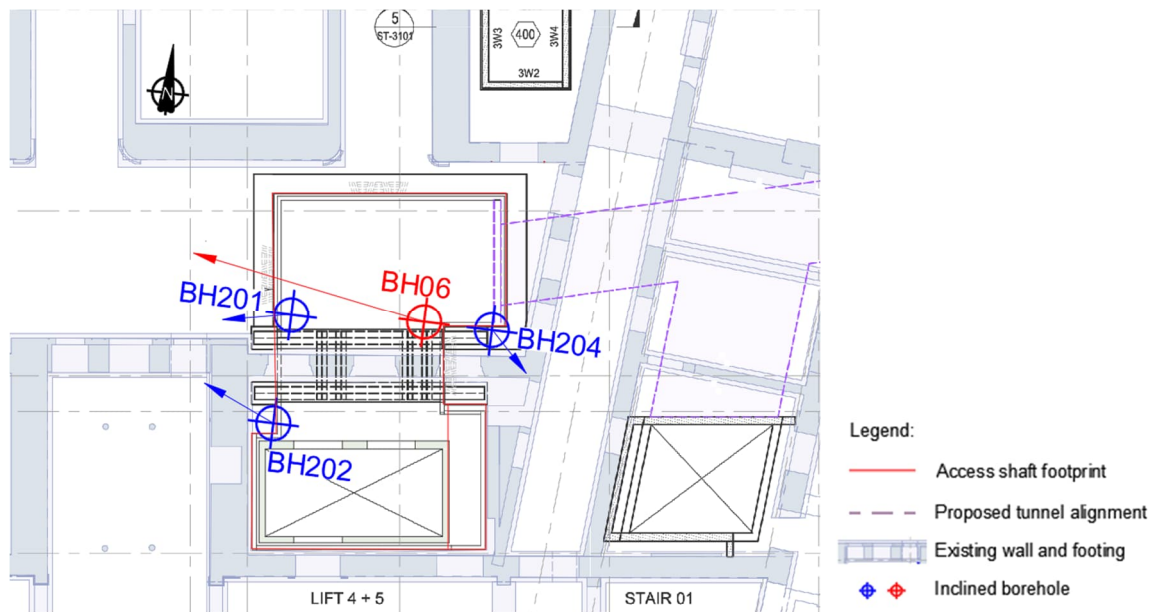 5
ST-3101
3W3
400
3W4
3W2
N
BH06
BH201
BH204
BH202
Legend:
Access shaft footprint
Proposed tunnel alignment
Existing wall and footing
Inclined borehole
LIFT 4 + 5
STAIR 01